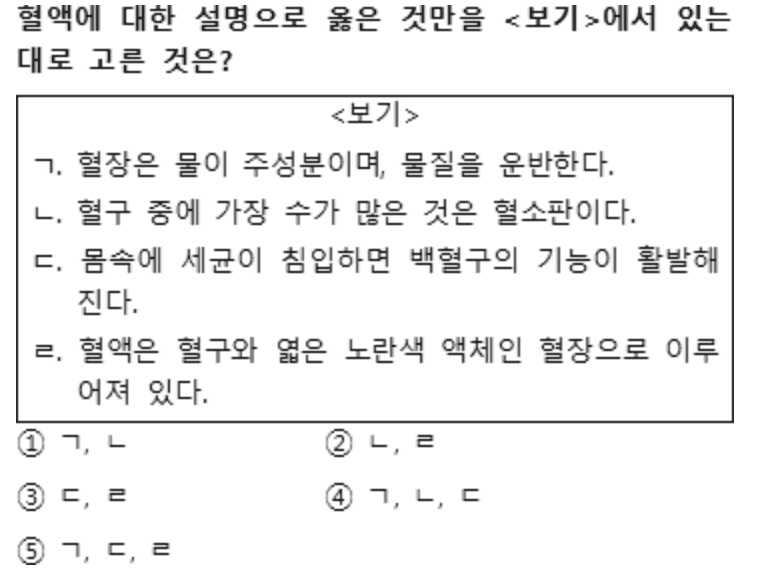 혈액에 대한 설명으로 옳은 것만을 <보기>에서 있는
대로 고른 것은?
<보기>
ㄱ. 혈장은 물이 주성분이며, 물질을 운반한다.
ㄴ. 혈구 중에 가장 수가 많은 것은 혈소판이다.
ㄷ. 몸속에 세균이 침입하면 백혈구의 기능이 활발해
진다.
ㄹ. 혈액은 혈구와 엷은 노란색 액체인 혈장으로 이루
어져 있다.
① ㄱ, ㄴ ② ㄴ, ㄹ
③ ㄷ, ㄹ ④ ㄱ, ㄴ, ㄷ
⑤ ㄱ, ㄷ, ㄹ